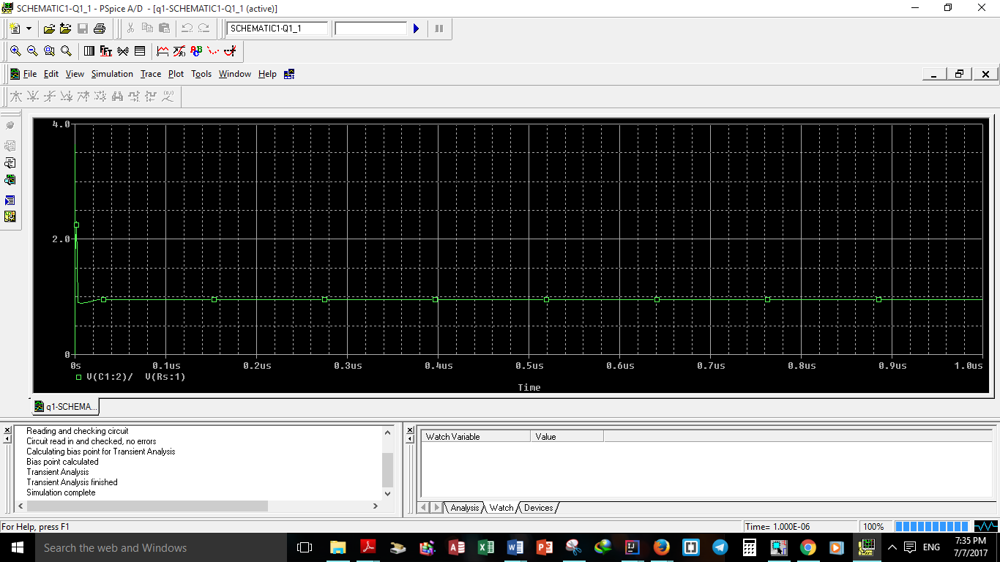 SCHEMATIC1-Q1_1 - PSpice A/D - [q1-SCHEMATIC1-Q1_1 (active)]
SCHEMATIC1-Q1_1
FFT
File Edit View Simulation Trace Plot Tools Window Help
4.0
2.0
0
0s 0.1us 0.2us 0.3us 0.4us 0.5us 0.6us 0.7us 0.8us 0.9us 1.0us
V(C1:2)/ V(Rs:1)
Time
q1-SCHEMA...
Reading and checking circuit
Circuit read in and checked, no errors
Calculating bias point for Transient Analysis
Bias point calculated
Transient Analysis
Transient Analysis finished
Simulation complete
Watch Variable Value
Analysis Watch Devices
For Help, press F1
Time= 1.000E-06 100%
Search the web and Windows
ENG
7:35 PM
7/7/2017